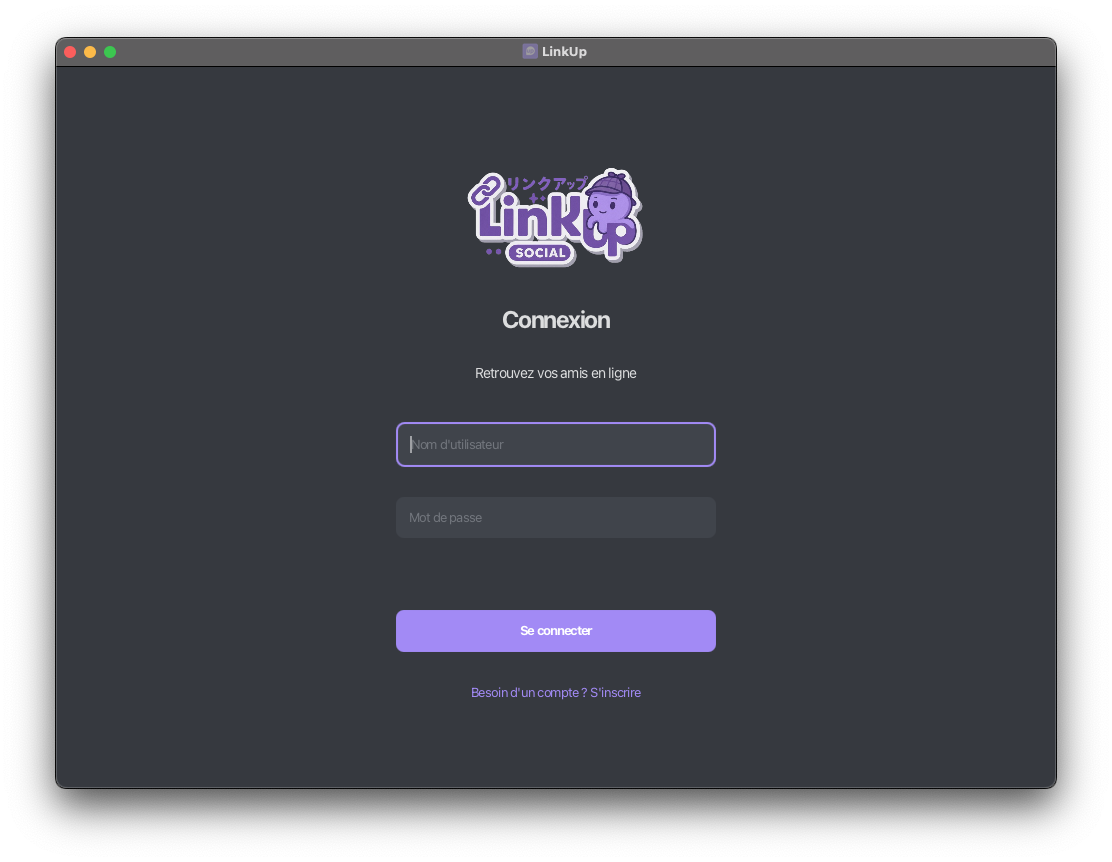 LinkUp
リンクアップ
LinkUp
SOCIAL
Connexion
Retrouvez vos amis en ligne
Nom d'utilisateur
Mot de passe
Se connecter
Besoin d'un compte ? S'inscrire